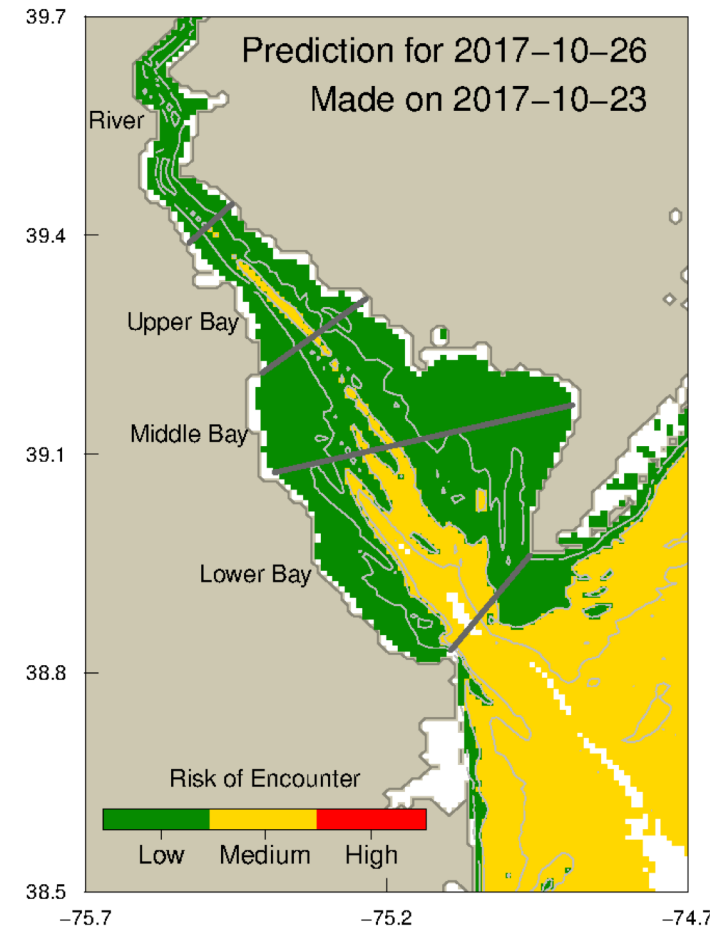 39.7
Prediction for 2017−10−26
Made on 2017−10−23
River
39.4
Upper Bay
Middle Bay
39.1
Lower Bay
38.8
Risk of Encounter
Low Medium High
38.5
−75.7 −75.2 −74.7